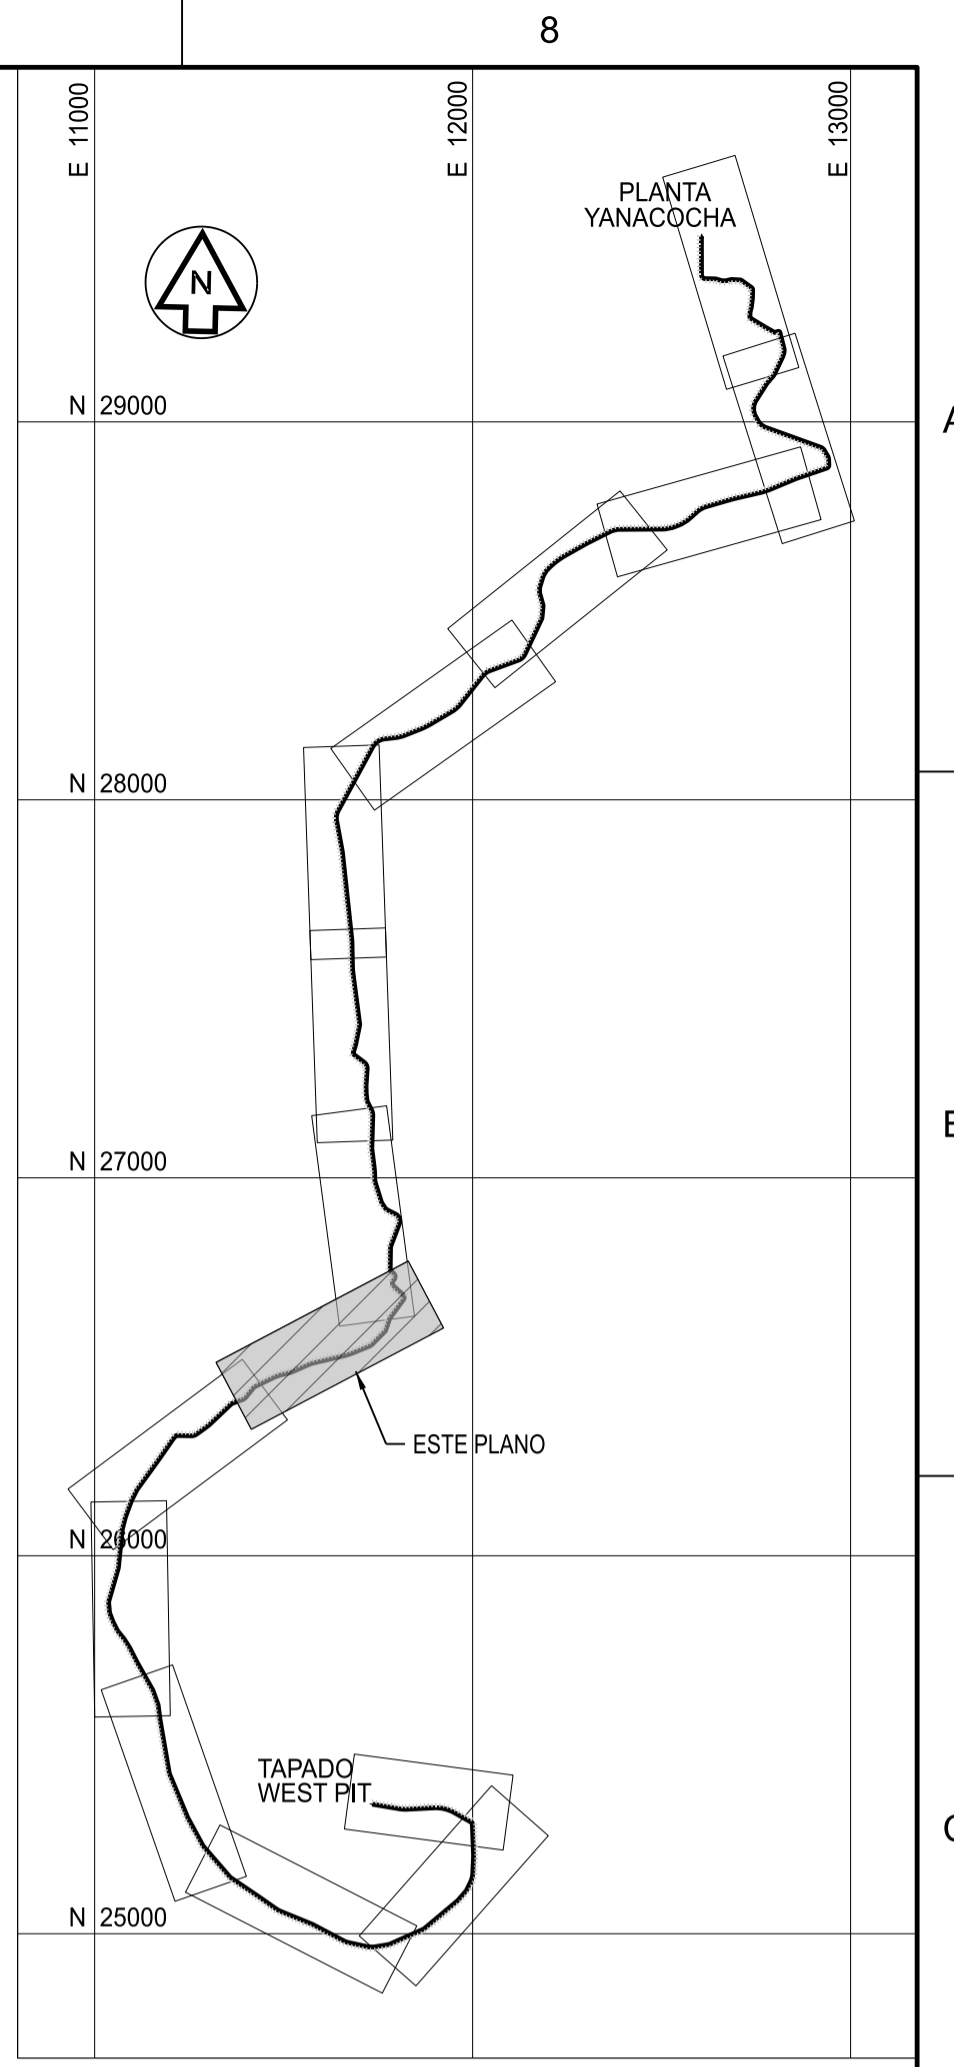 8
E 11000
E 12000
E 13000
PLANTA
YANACOCHA
N
N 29000
A
N 28000
N 27000
B
ESTE PLANO
N 26000
TAPADO
WEST PIT
N 25000